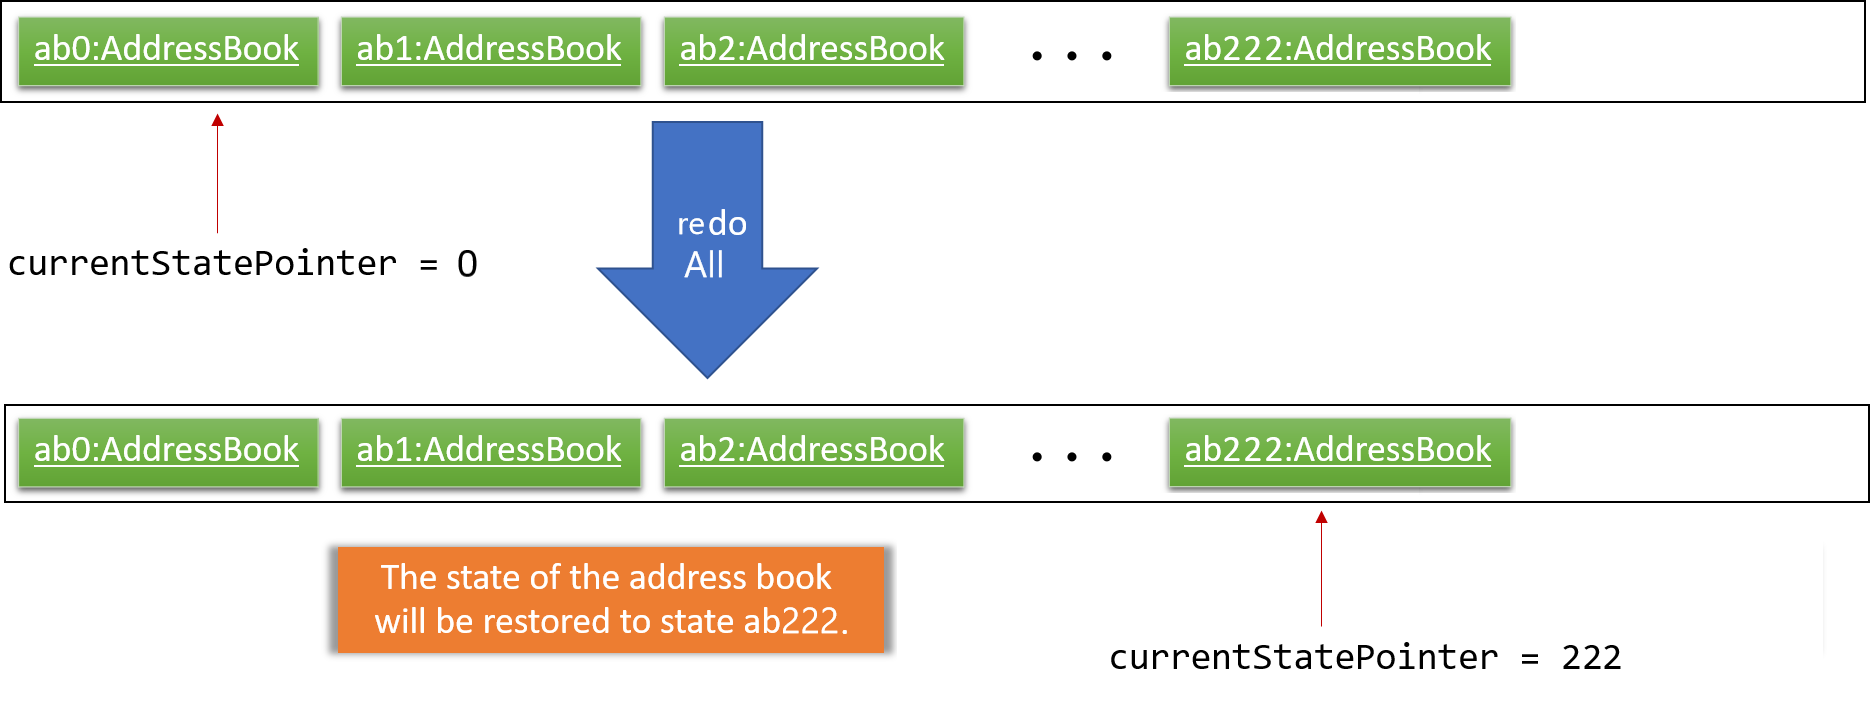 ab0:AddressBook ab1:AddressBook ab2:AddressBook . . . ab222:AddressBook
currentStatePointer = 0
redo
All
ab0:AddressBook ab1:AddressBook ab2:AddressBook . . . ab222:AddressBook
The state of the address book
will be restored to state ab222.
currentStatePointer = 222